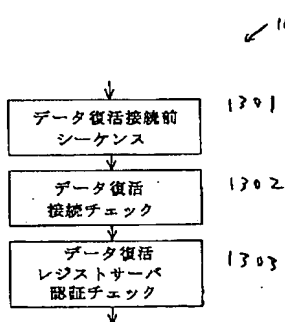 データ復活接続前
シーケンス
1301
データ復活
接続チェック
1302
データ復活
レジストサーバ
認証チェック
1303